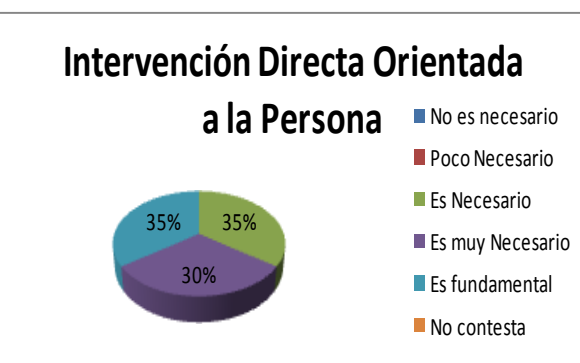 Intervención Directa Orientada
a la Persona
No es necesario
Poco Necesario
Es Necesario
Es muy Necesario
Es fundamental
No contesta
35%
35%
30%